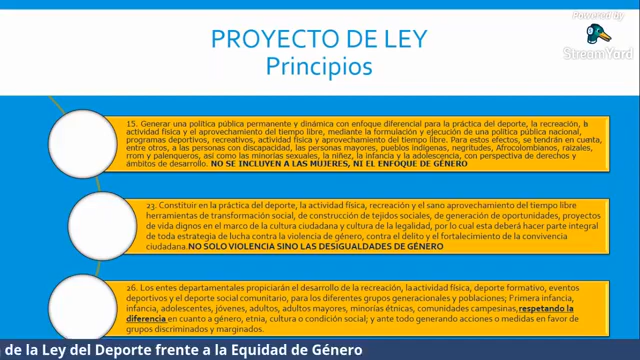 PROYECTO DE LEY
Principios
Powered by
StreamYard
15. Generar una política pública permanente y dinámica con enfoque diferencial para la práctica del deporte, la recreación, b
actividad física y el aprovechamiento del tiempo libre, mediante la formulación y ejecución de una política pública nacional,
programas deportivos, recreativos, actividad física y aprovechamiento del tiempo libre. Para estos efectos, se tendrán en cuanta,
entre otros, a las personas con discapacidad, las personas mayores, pueblos indígenas, negritudes, Afrocolombianos, raizales,
rrom y palenqueros, asi como las minorías sexuales, la niñez, la infancia y la adolescencia, con perspectiva de derechos y
ámbitos de desarrollo. NO SE INCLUYEN A LAS MUJERES, NI EL ENFOQUE DE GÉNERO
23. Constituir en la práctica del deporte, la actividad física, recreación y el sano aprovechamiento del tiempo libre
herramientas de transformación social, de construcción de tejidos sociales, de generación de oportunidades, proyectos
de vida dignos en el marco de la cultura ciudadana y cultura de la legalidad, por lo cual esta deberá hacer parte integral
de toda estrategia de lucha contra la violencia de género, contra el delito y el fortalecimiento de la convivencia
ciudadana.NO SOLO VIOLENCIA SINO LAS DESIGUALDADES DE GÉNERO
26. Los entes departamentales propiciarán el desarrollo de la recreación, la actividad física, deporte formativo, eventos
deportivos y el deporte social comunitario, para los diferentes grupos generacionales y poblaciones; Primera infancia,
infancia, adolescentes, jóvenes, adultos, adultos mayores, minorías étnicas, comunidades campesinas, respetando la
diferencia en cuanto a género, etnia, cultura o condición social; y ante todo generando acciones o medidas en favor de
grupos discriminados y marginados.
de la Ley del Deporte frente a la Equidad de Género